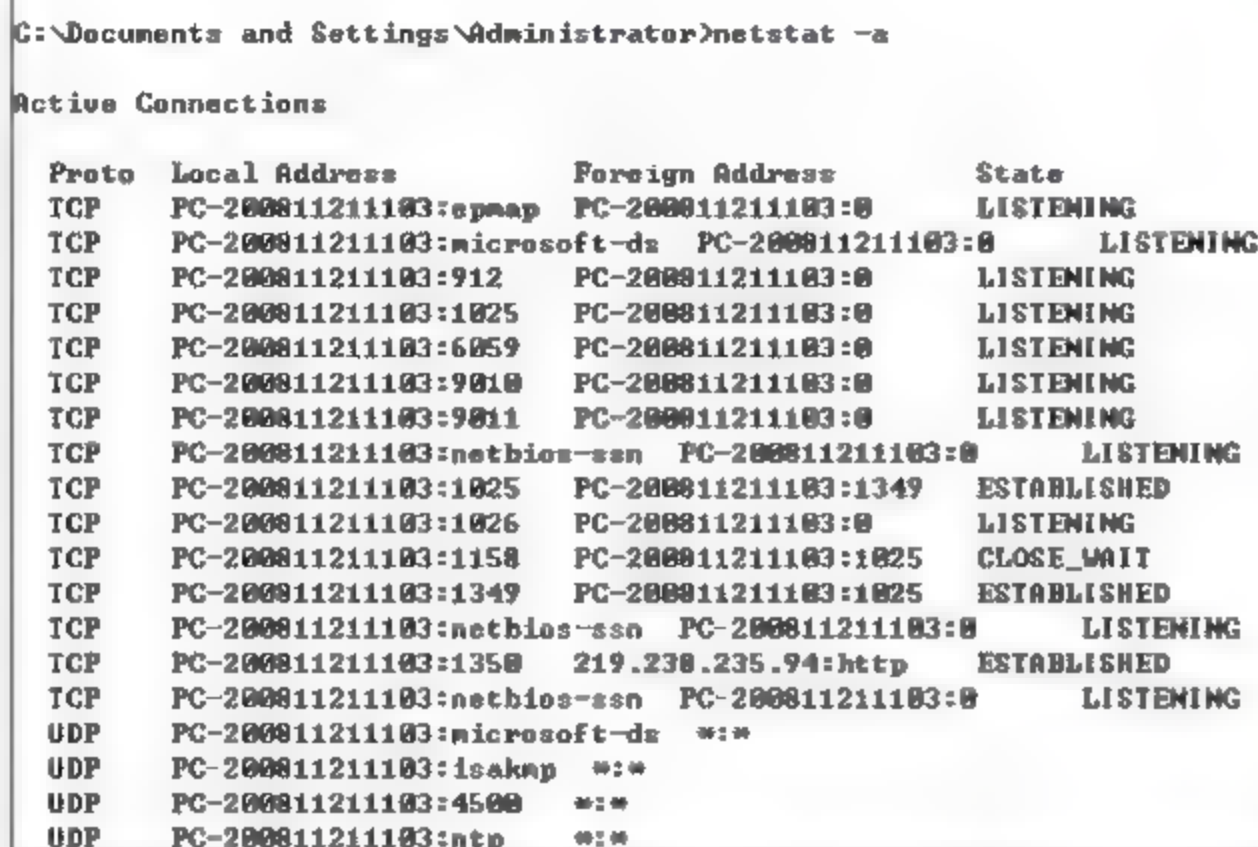 C:\Documents and Settings\Administrator>netstat -a
Active Connections
Proto Local Address Foreign Address State
TCP PC-200811211103:epmap PC-200811211103:0 LISTENING
TCP PC-200811211103:microsoft-ds PC-200811211103:0 LISTENING
TCP PC-200811211103:912 PC-200811211103:0 LISTENING
TCP PC-200811211103:1025 PC-200811211103:0 LISTENING
TCP PC-200811211103:6059 PC-200811211103:0 LISTENING
TCP PC-200811211103:9010 PC-200811211103:0 LISTENING
TCP PC-200811211103:9011 PC-200811211103:0 LISTENING
TCP PC-200811211103:netbios-ssn PC-200811211103:0 LISTENING
TCP PC-200811211103:1025 PC-200811211103:1349 ESTABLISHED
TCP PC-200811211103:1026 PC-200811211103:0 LISTENING
TCP PC-200811211103:1158 PC-200811211103:1025 CLOSE_WAIT
TCP PC-200811211103:1349 PC-200811211103:1025 ESTABLISHED
TCP PC-200811211103:netbios-ssn PC-200811211103:0 LISTENING
TCP PC-200811211103:1350 219.238.235.94:http ESTABLISHED
TCP PC-200811211103:netbios-ssn PC-200811211103:0 LISTENING
UDP PC-200811211103:microsoft-ds *:*
UDP PC-200811211103:isakmp *:*
UDP PC-200811211103:4500 *:*
UDP PC-200811211103:ntp *:*